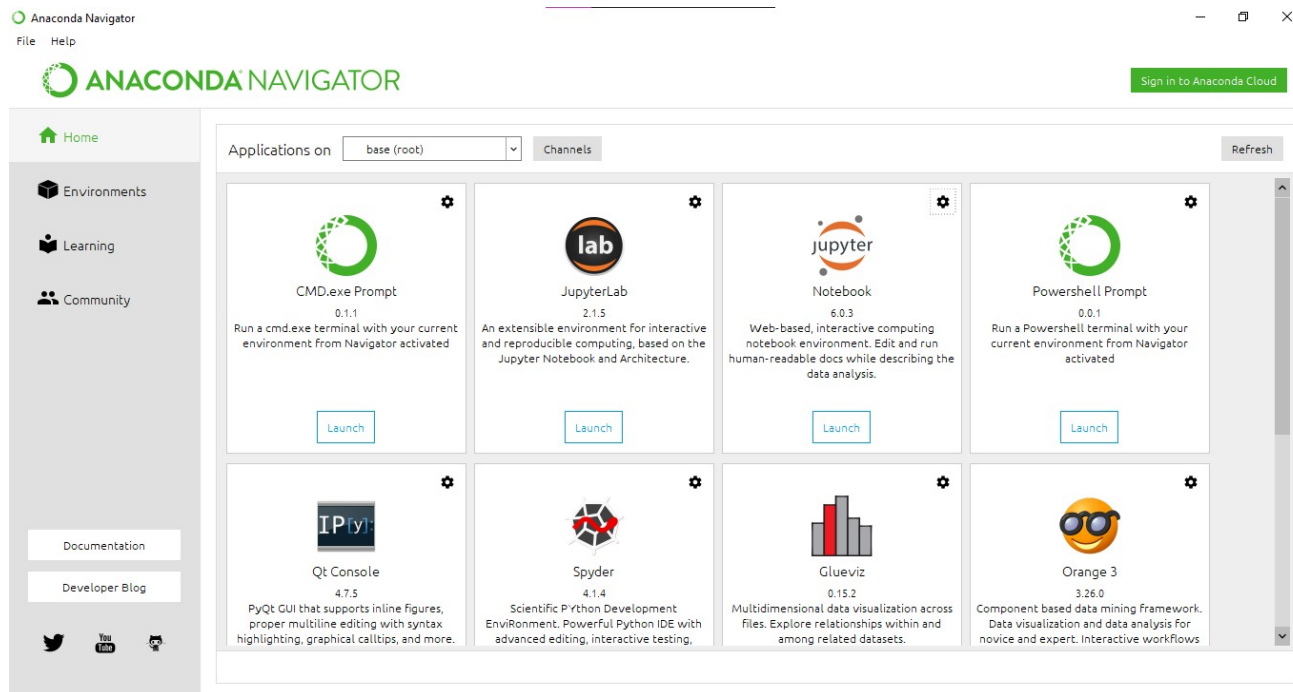 Anaconda Navigator
File Help
ANACONDA NAVIGATOR
Sign in to Anaconda Cloud
Home
Environments
Learning
Community
Documentation
Developer Blog
You
Tube
Applications on base (root) Channels Refresh
CMD.exe Prompt
0.1.1
Run a cmd.exe terminal with your current
environment from Navigator activated
Launch
lab
JupyterLab
2.1.5
An extensible environment for interactive
and reproducible computing, based on the
Jupyter Notebook and Architecture.
Launch
jupyter
Notebook
6.0.3
Web-based, interactive computing
notebook environment. Edit and run
human-readable docs while describing the
data analysis.
Launch
Powershell Prompt
0.0.1
Run a Powershell terminal with your
current environment from Navigator
activated
Launch
IP[y]:
Qt Console
4.7.5
PyQt GUI that supports inline figures,
proper multiline editing with syntax
highlighting, graphical calltips, and more.
Spyder
4.1.4
Scientific PYthon Development
EnviRonment. Powerful Python IDE with
advanced editing, interactive testing,
Glueviz
0.15.2
Multidimensional data visualization across
files. Explore relationships within and
among related datasets.
Orange 3
3.26.0
Component based data mining framework.
Data visualization and data analysis for
novice and expert. Interactive workflows